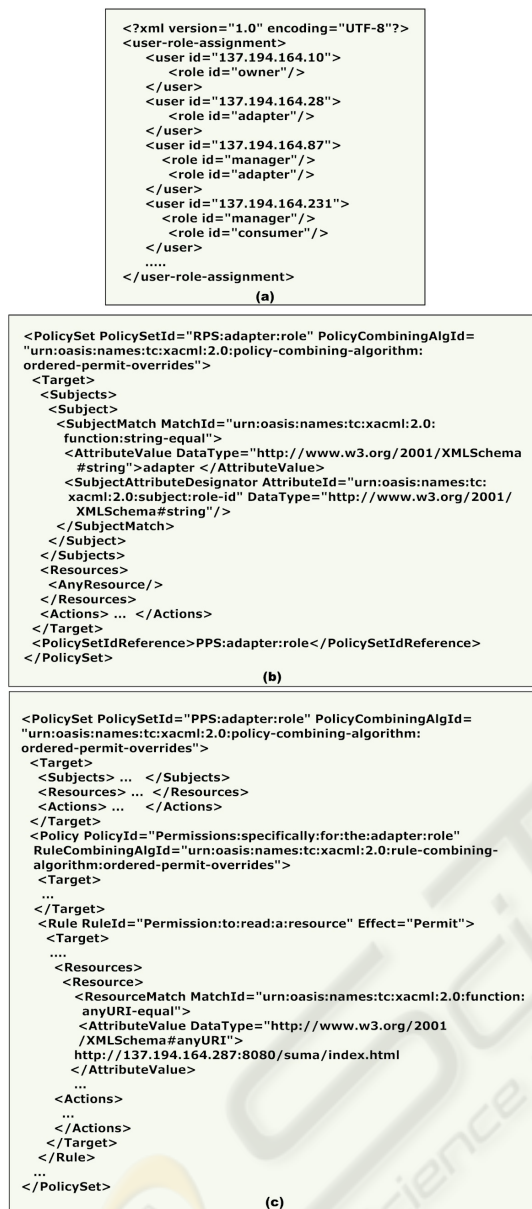 <?xml version="1.0" encoding="UTF-8"?>
<user-role-assignment>
<user id="137.194.164.10">
<role id="owner"/>
</user>
<user id="137.194.164.28">
<role id="adapter"/>
</user>
<user id="137.194.164.87">
<role id="manager"/>
<role id="adapter"/>
</user>
<user id="137.194.164.231">
<role id="manager"/>
<role id="consumer"/>
</user>
.....
</user-role-assignment>
(a)
<PolicySet PolicySetId="RPS:adapter:role" PolicyCombiningAlgId=
"urn:oasis:names:tc:xacml:2.0:policy-combining-algorithm:
ordered-permit-overrides">
<Target>
<Subjects>
<Subject>
<SubjectMatch MatchId="urn:oasis:names:tc:xacml:2.0:
function:string-equal">
<AttributeValue DataType="http://www.w3.org/2001/XMLSchema
#string">adapter </AttributeValue>
<SubjectAttributeDesignator AttributeId="urn:oasis:names:tc:
xacml:2.0:subject:role-id" DataType="http://www.w3.org/2001/
XMLSchema#string"/>
</SubjectMatch>
</Subject>
</Subjects>
<Resources>
<AnyResource/>
</Resources>
<Actions> ... </Actions>
</Target>
<PolicySetIdReference>PPS:adapter:role</PolicySetIdReference>
</PolicySet>
(b)
<PolicySet PolicySetId="PPS:adapter:role" PolicyCombiningAlgId=
"urn:oasis:names:tc:xacml:2.0:policy-combining-algorithm:
ordered-permit-overrides">
<Target>
<Subjects> ... </Subjects>
<Resources> ... </Resources>
<Actions> ... </Actions>
</Target>
<Policy PolicyId="Permissions:specifically:for:the:adapter:role"
RuleCombiningAlgId="urn:oasis:names:tc:xacml:2.0:rule-combining-
algorithm:ordered-permit-overrides">
<Target>
...
</Target>
<Rule RuleId="Permission:to:read:a:resource" Effect="Permit">
<Target>
....
<Resources>
<Resource>
<ResourceMatch MatchId="urn:oasis:names:tc:xacml:2.0:function:
anyURI-equal">
<AttributeValue DataType="http://www.w3.org/2001
/XMLSchema#anyURI">
http://137.194.164.287:8080/suma/index.html
</AttributeValue>
...
<Actions>
...
</Actions>
</Target>
</Rule>
...
</PolicySet>
(c)